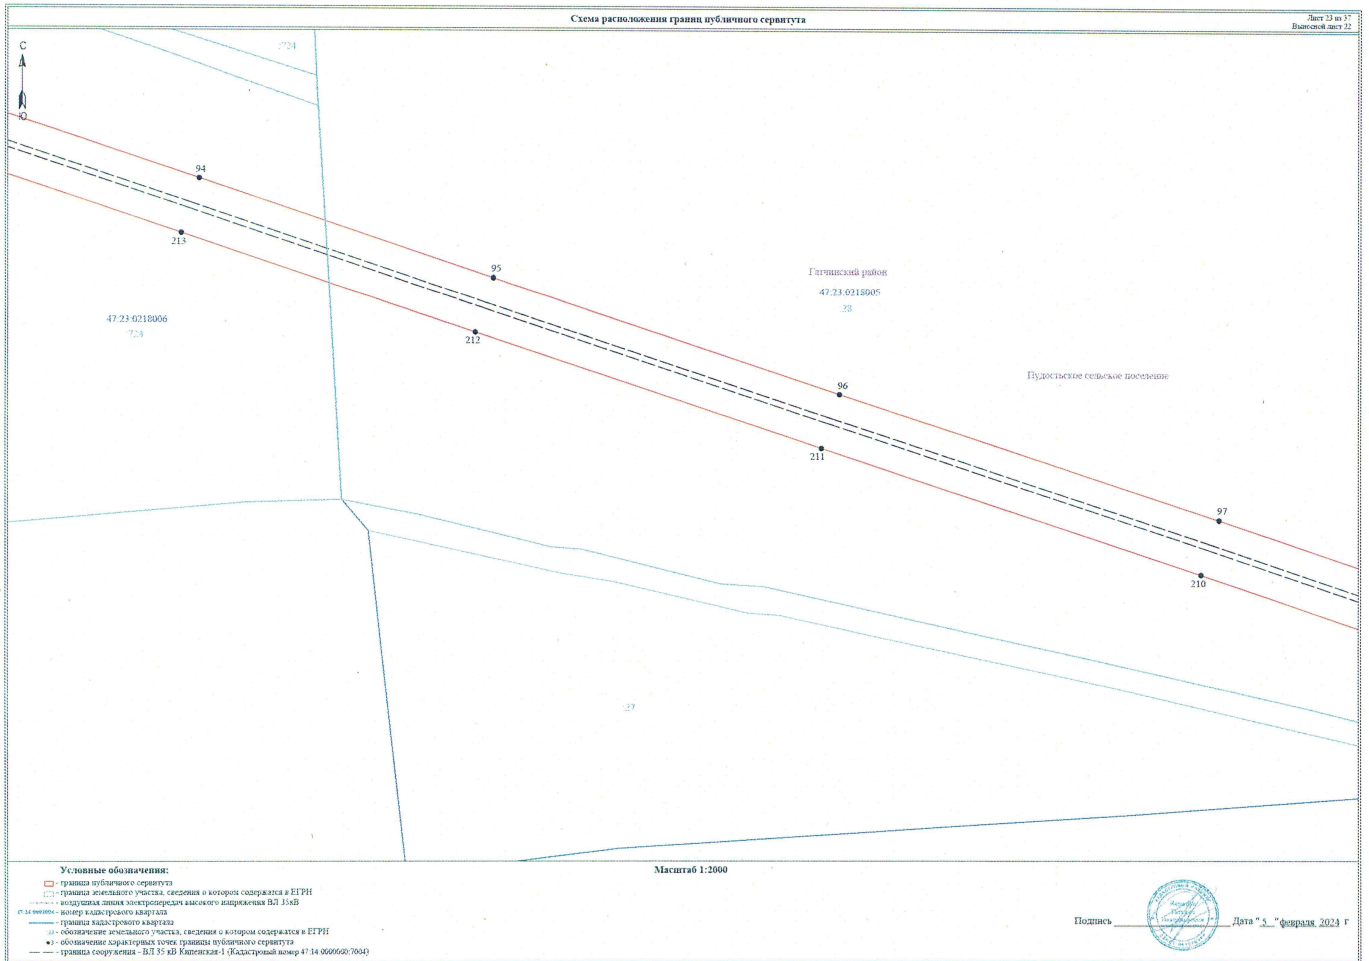 Схема расположения границ публичного сервитута
Лист 23 из 37
Выносной лист 22
С
Ю
:724
94
213
95
212
Гатчинский район
47:23:0218005
:28
47:23:0218006
:724
Пудостьское сельское поселение
96
211
97
210
:27
Условные обозначения:
Масштаб 1:2000
- граница публичного сервитута
- граница земельного участка, сведения о котором содержатся в ЕГРН
- воздушная линия электропередач высокого напряжения ВЛ 35кВ
- номер кадастрового квартала
- граница кадастрового квартала
- обозначение земельного участка, сведения о котором содержатся в ЕГРН
- обозначение характерных точек границы публичного сервитута
- граница сооружения - ВЛ 35 кВ Кипенская-1 (Кадастровый номер 47:14:0000000:7004)
Подпись
Дата " 5 " февраля 2024 г